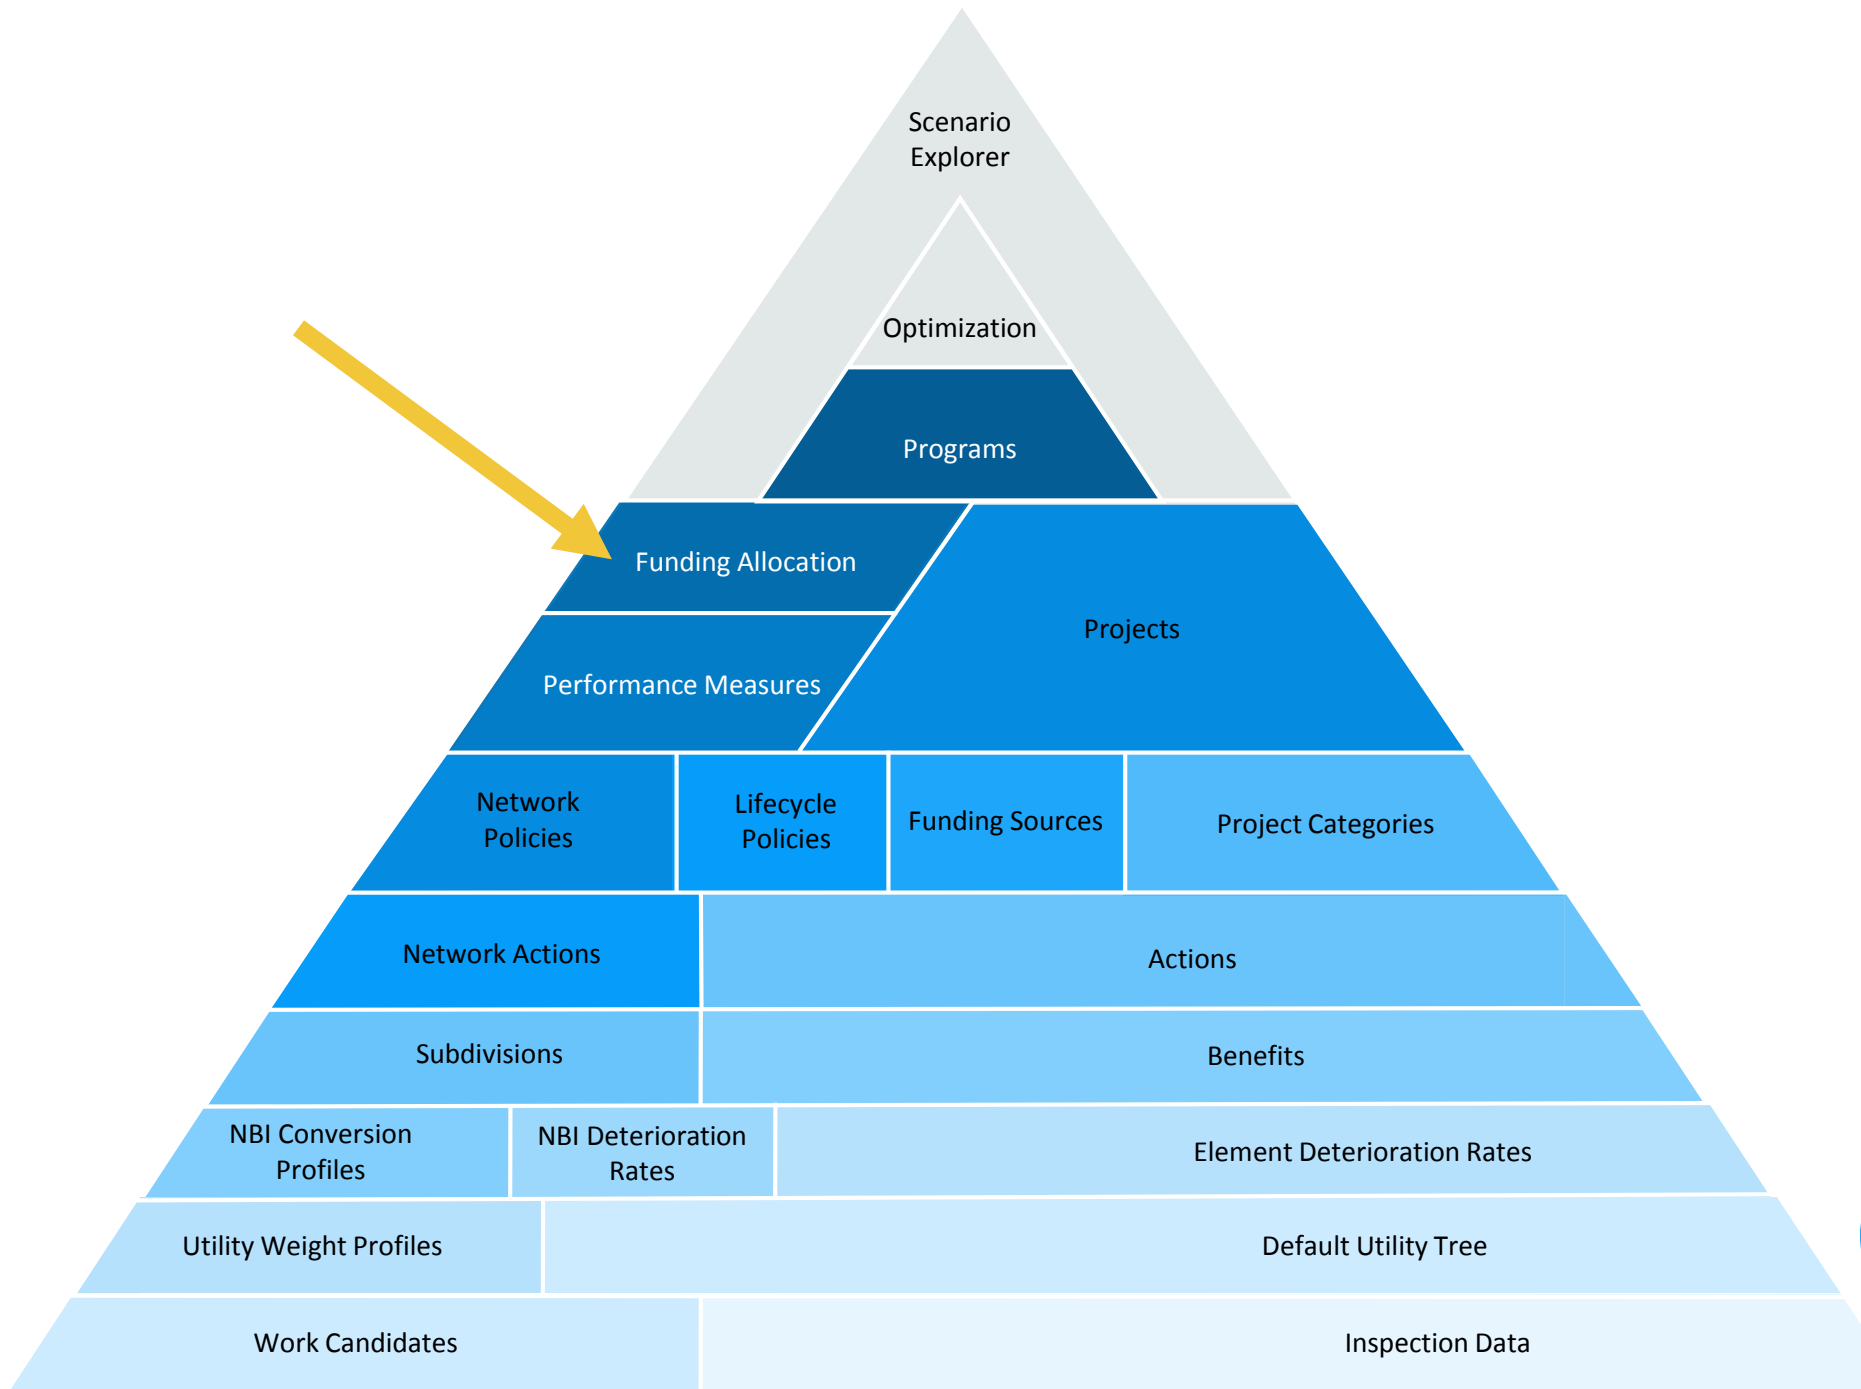 Scenario
Explorer
Optimization
Programs
Funding Allocation
Projects
Performance Measures
Network
Policies
Lifecycle
Policies
Funding Sources
Project Categories
Network Actions
Actions
Subdivisions
Benefits
NBI Conversion
Profiles
NBI Deterioration
Rates
Element Deterioration Rates
Utility Weight Profiles
Default Utility Tree
Work Candidates
Inspection Data